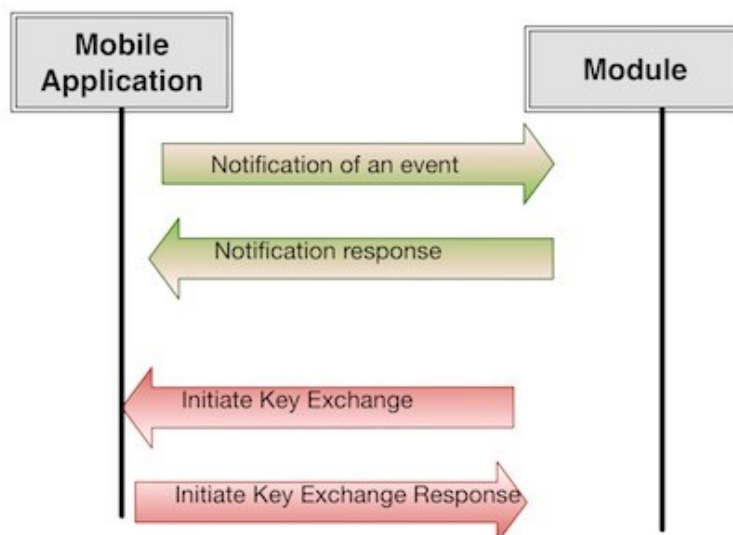 Mobile
Application
Module
Notification of an event
Notification response
Initiate Key Exchange
Initiate Key Exchange Response